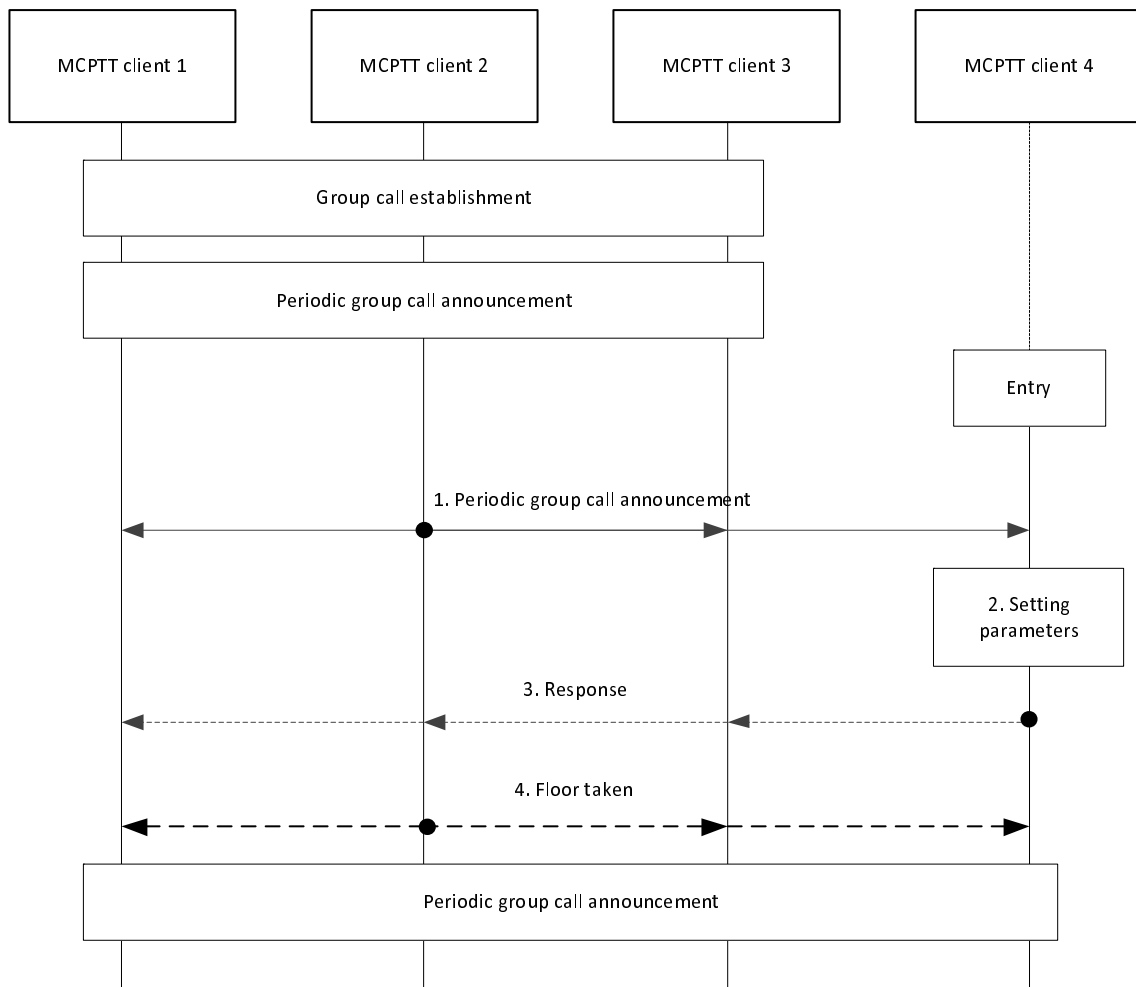 MCPTT client 1
MCPTT client 2
MCPTT client 3
MCPTT client 4
Group call establishment
Periodic group call announcement
Entry
1. Periodic group call announcement
2. Setting
parameters
3. Response
4. Floor taken
Periodic group call announcement